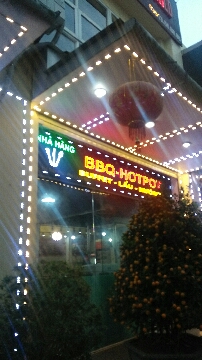 NHÀ HÀNG
BBQ-HOTPOT
BUFFET - LẨU - NƯỚNG